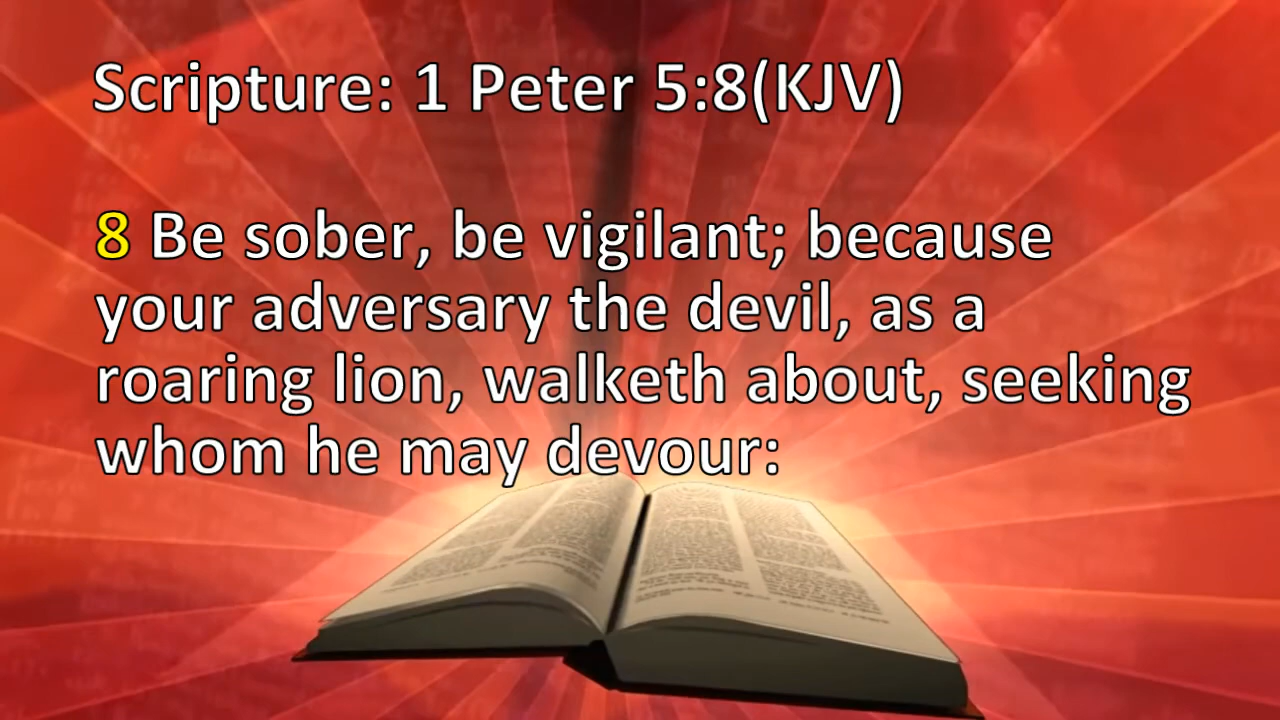 Scripture: 1 Peter 5:8(KJV)
8 Be sober, be vigilant; because
your adversary the devil, as a
roaring lion, walketh about, seeking
whom he may devour: